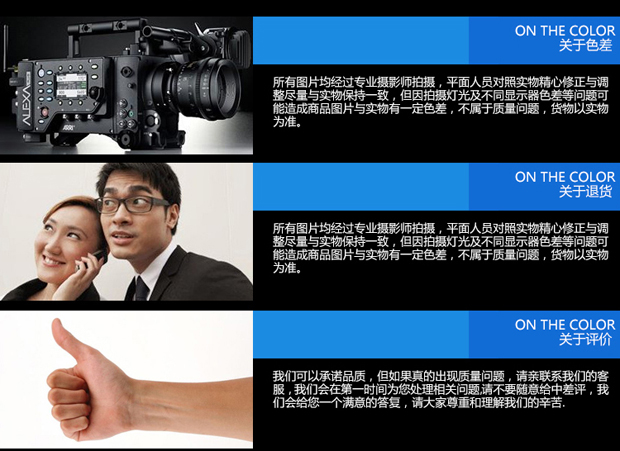 ALEXA
ARRI
ON THE COLOR
关于色差
所有图片均经过专业摄影师拍摄，平面人员对照实物精心修正与调
整尽量与实物保持一致，但因拍摄灯光及不同显示器色差等问题可
能造成商品图片与实物有一定色差，不属于质量问题，货物以实物
为准。
ON THE COLOR
关于退货
所有图片均经过专业摄影师拍摄，平面人员对照实物精心修正与调
整尽量与实物保持一致，但因拍摄灯光及不同显示器色差等问题可
能造成商品图片与实物有一定色差，不属于质量问题，货物以实物
为准。
ON THE COLOR
关于评价
我们可以承诺品质，但如果真的出现质量问题，请亲联系我们的客
服，我们会在第一时间为您处理相关问题,请不要随意给中差评，我
们会给您一个满意的答复，请大家尊重和理解我们的辛苦.